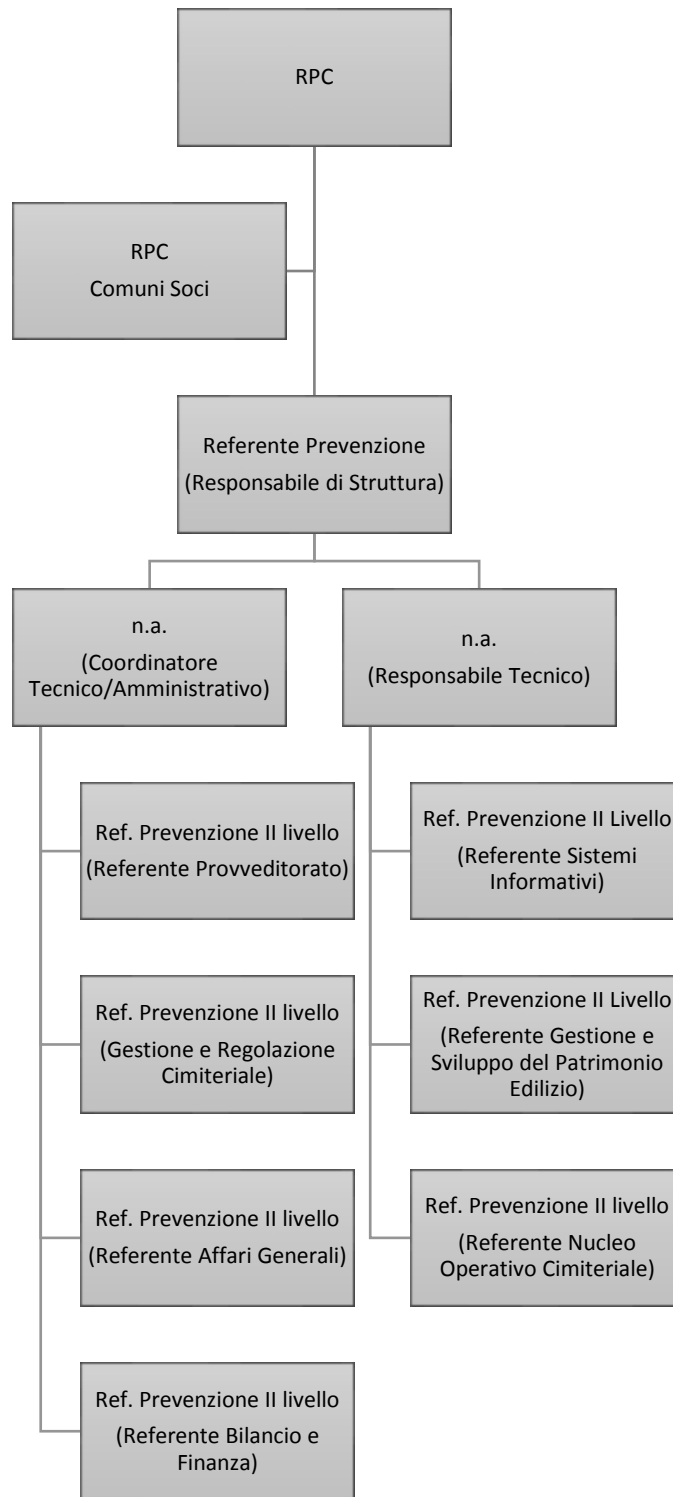 RPC
RPC
Comuni Soci
Referente Prevenzione
(Responsabile di Struttura)
n.a.
(Coordinatore
Tecnico/Amministrativo)
n.a.
(Responsabile Tecnico)
Ref. Prevenzione II livello
(Referente Provveditorato)
Ref. Prevenzione II livello
(Gestione e Regolazione
Cimiteriale)
Ref. Prevenzione II livello
(Referente Affari Generali)
Ref. Prevenzione II livello
(Referente Bilancio e
Finanza)
Ref. Prevenzione II Livello
(Referente Sistemi
Informativi)
Ref. Prevenzione II Livello
(Referente Gestione e
Sviluppo del Patrimonio
Edilizio)
Ref. Prevenzione II livello
(Referente Nucleo
Operativo Cimiteriale)